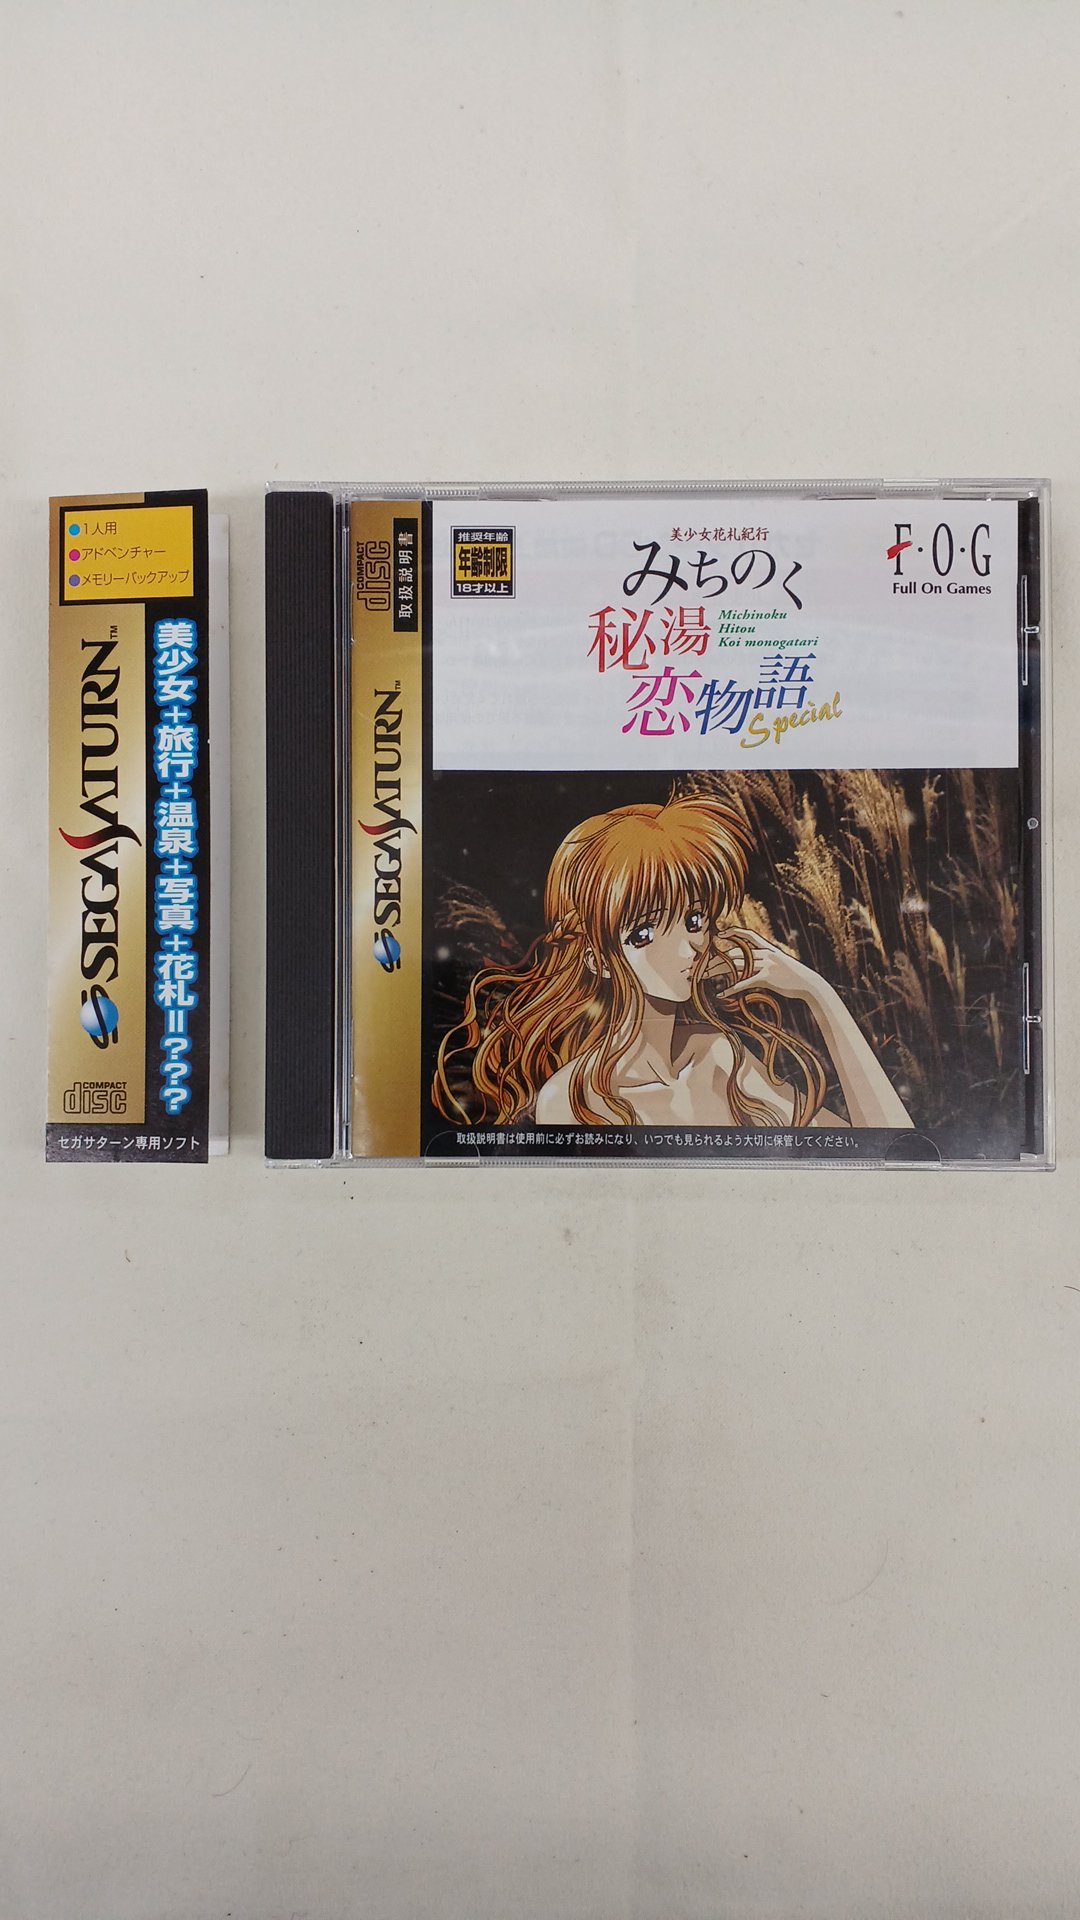 1人用
アドベンチャー
メモリーバックアップ
SEGA SATURN™
美少女+旅行+温泉+写真+花札=???
COMPACT
disc
セガサターン専用ソフト
COMPACT
disc
取扱説明書
SEGA SATURN™
推奨年齢
年齢制限
18才以上
美少女花札紀行
みちのく
秘湯
恋物語
Special
Michinoku
Hitou
Koi monogatari
F・O・G
Full On Games
取扱説明書は使用前に必ずお読みになり、いつでも見られるよう大切に保管してください。